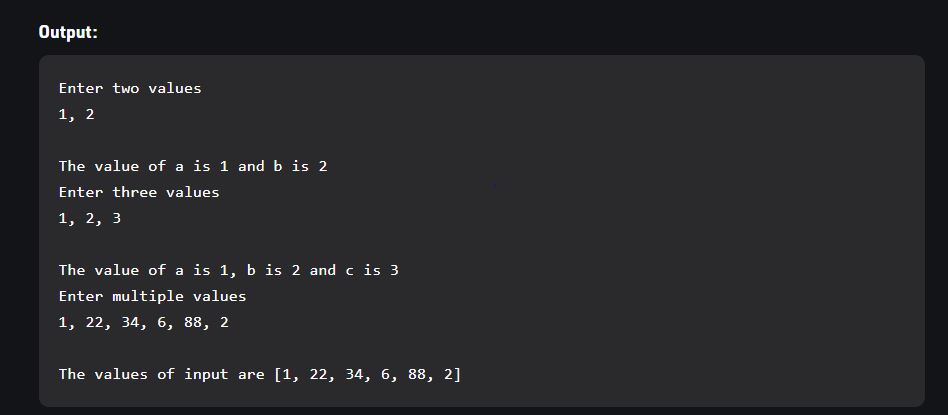 Output:
Enter two values
1, 2
The value of a is 1 and b is 2
Enter three values
1, 2, 3
The value of a is 1, b is 2 and c is 3
Enter multiple values
1, 22, 34, 6, 88, 2
The values of input are [1, 22, 34, 6, 88, 2]